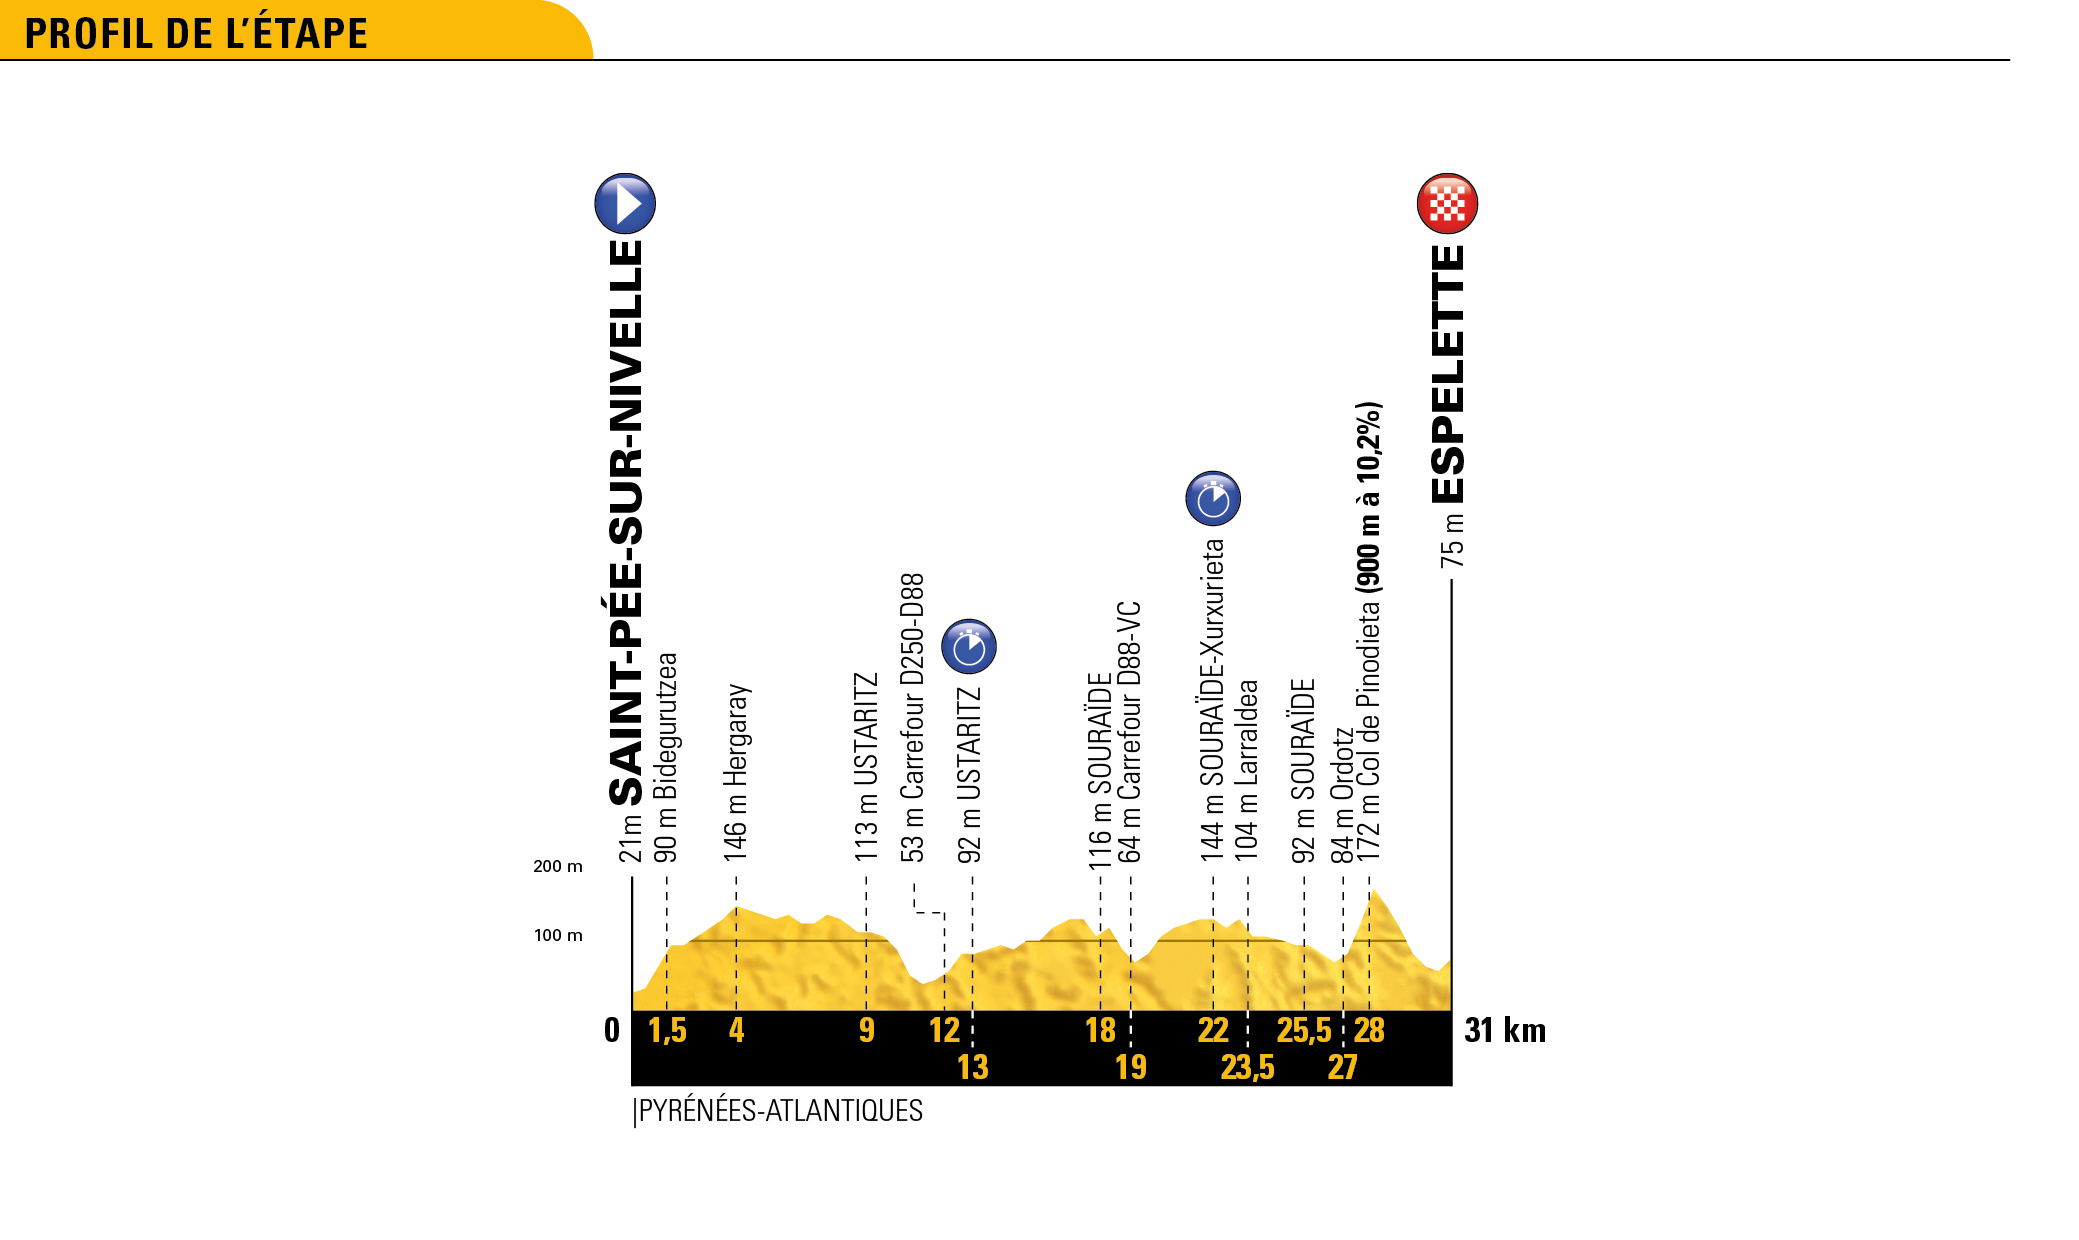 PROFIL DE L'ÉTAPE
21m SAINT-PÉE-SUR-NIVELLE
90 m Bidegurutzea
146 m Hergaray
113 m USTARITZ
53 m Carrefour D250-D88
92 m USTARITZ
116 m SOURAÏDE
64 m Carrefour D88-VC
144 m SOURAÏDE-Xurxurieta
104 m Larraldea
92 m SOURAÏDE
84 m Ordotz
172 m Col de Pinodieta (900 m à 10,2%)
75 m ESPELETTE
200 m
100 m
0 1,5 4 9 12 18 22 25,5 28 31 km
13 19 23,5 27
|PYRÉNÉES-ATLANTIQUES